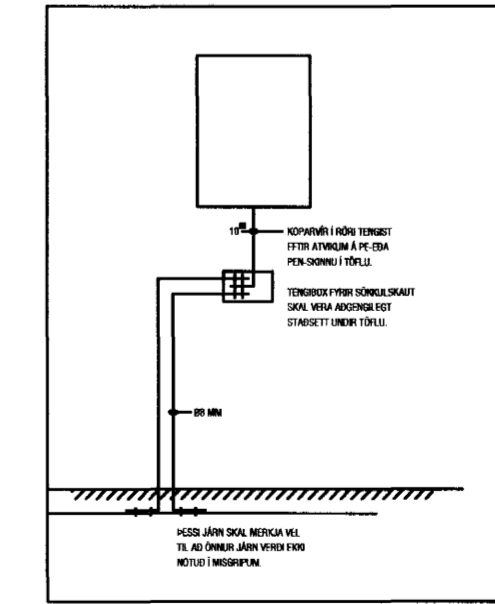 10▪ KOPARVÍR Í RÖRI TENGIST
EFTIR ATVIKUM Á PE-EÐA
PEN-SKINNU Í TÖFLU.
TENGIBOX FYRIR SÖKKULSKAUT
SKAL VERA AÐGENGILEGT
STAÐSETT UNDIR TÖFLU.
Ø8 MM
ÞESSI JÁRN SKAL MERKJA VEL
TIL AÐ ÖNNUR JÁRN VERÐI EKKI
NOTUÐ Í MISGRIPUM.